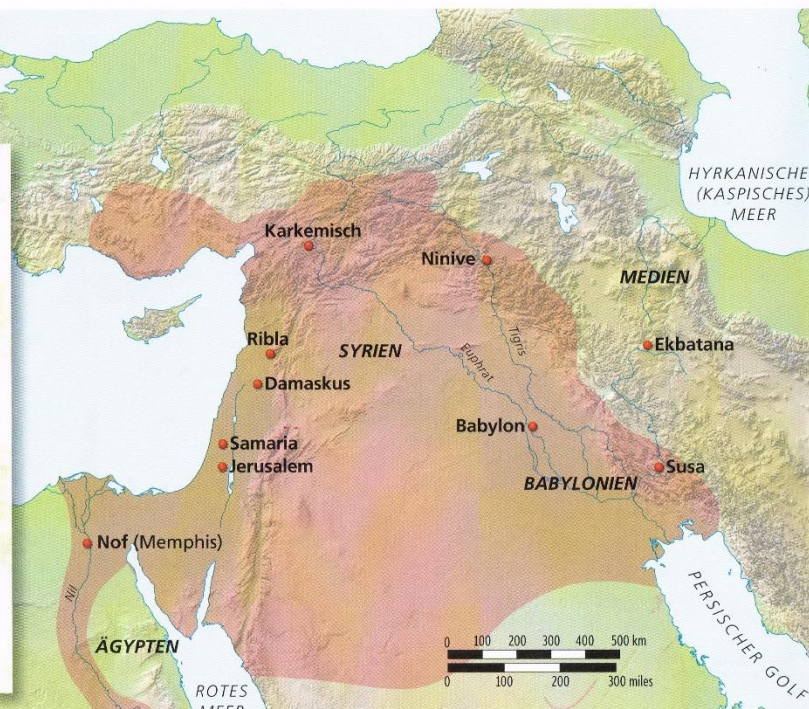 HYRKANISCHE
(KASPISCHES)
MEER
Karkemisch
Ninive
MEDIEN
Ribla
SYRIEN
Tigris
Ekbatana
Euphrat
Damaskus
Babylon
Samaria
Jerusalem
Susa
BABYLONIEN
Nof (Memphis)
Nil
PERSISCHER GOLF
ÄGYPTEN
0 100 200 300 400 500 km
0 100 200 300 miles
ROTES
MEER